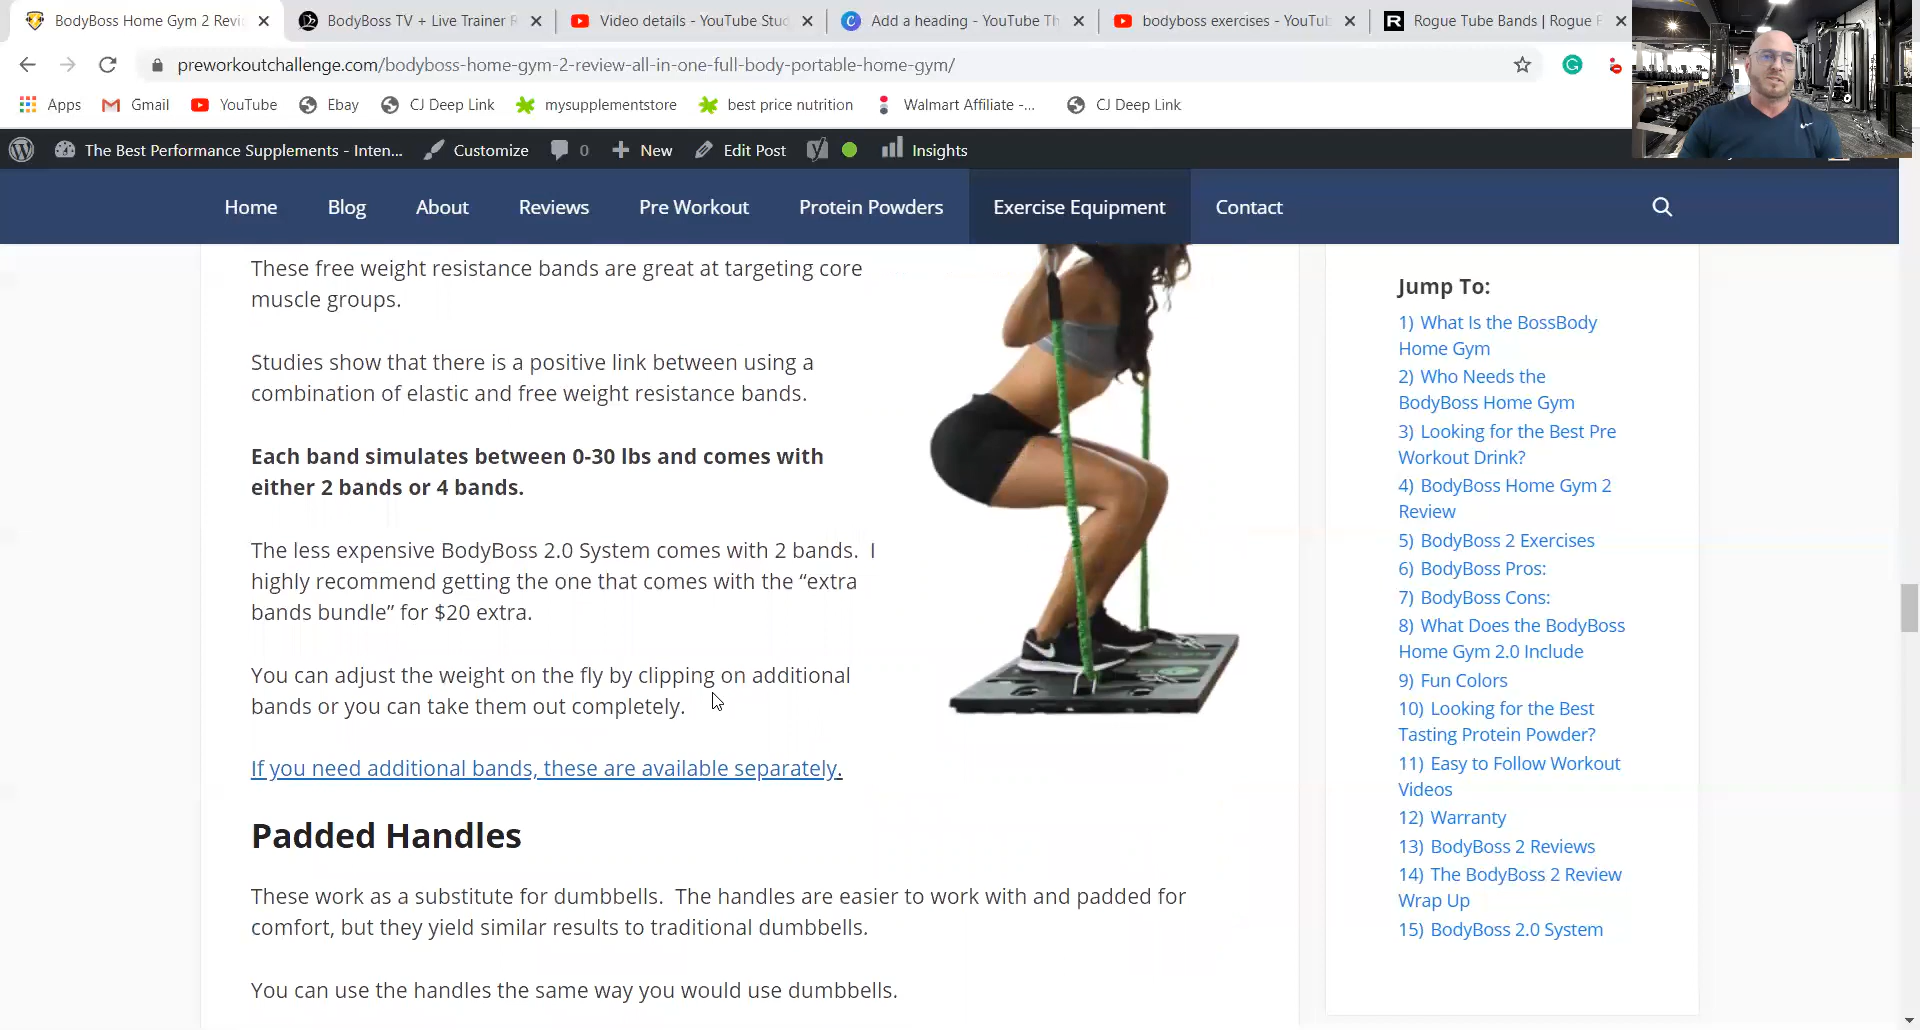 BodyBoss Home Gym 2 Revi
BodyBoss TV + Live Trainer R
Video details - YouTube Stu
Add a heading - YouTube Th
bodyboss exercises - YouTu
R Rogue Tube Bands | Rogue F
preworkoutchallenge.com/bodyboss-home-gym-2-review-all-in-one-full-body-portable-home-gym/
Apps
Gmail
YouTube
Ebay
CJ Deep Link
mysupplementstore
best price nutrition
Walmart Affiliate -...
CJ Deep Link
The Best Performance Supplements - Inten...
Customize
0
New
Edit Post
Insights
Home
Blog
About
Reviews
Pre Workout
Protein Powders
Exercise Equipment
Contact
These free weight resistance bands are great at targeting core
muscle groups.
Studies show that there is a positive link between using a
combination of elastic and free weight resistance bands.
Each band simulates between 0-30 lbs and comes with
either 2 bands or 4 bands.
The less expensive BodyBoss 2.0 System comes with 2 bands.  I
highly recommend getting the one that comes with the “extra
bands bundle” for $20 extra.
You can adjust the weight on the fly by clipping on additional
bands or you can take them out completely.
If you need additional bands, these are available separately.
Padded Handles
These work as a substitute for dumbbells.  The handles are easier to work with and padded for
comfort, but they yield similar results to traditional dumbbells.
You can use the handles the same way you would use dumbbells.
Jump To:
1) What Is the BossBody
Home Gym
2) Who Needs the
BodyBoss Home Gym
3) Looking for the Best Pre
Workout Drink?
4) BodyBoss Home Gym 2
Review
5) BodyBoss 2 Exercises
6) BodyBoss Pros:
7) BodyBoss Cons:
8) What Does the BodyBoss
Home Gym 2.0 Include
9) Fun Colors
10) Looking for the Best
Tasting Protein Powder?
11) Easy to Follow Workout
Videos
12) Warranty
13) BodyBoss 2 Reviews
14) The BodyBoss 2 Review
Wrap Up
15) BodyBoss 2.0 System